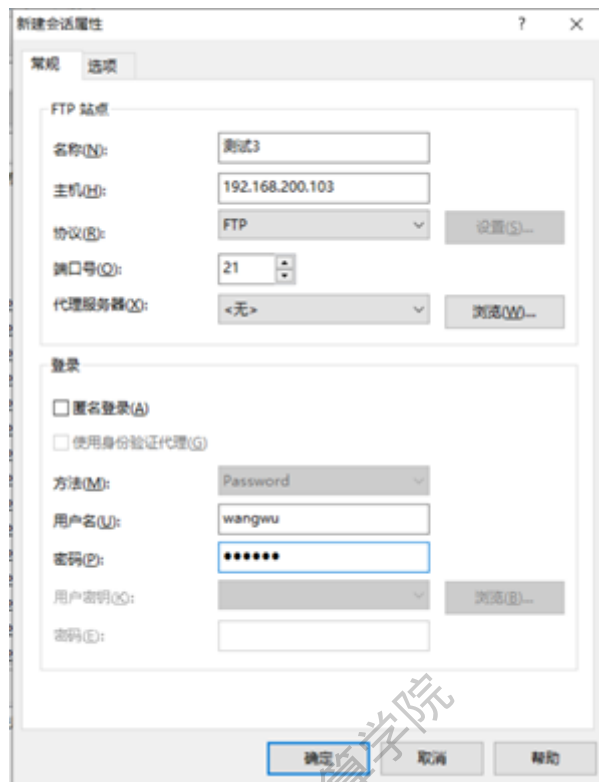 新建会话属性 ? ×
常规 选项
FTP 站点
名称(N): 测试3
主机(H): 192.168.200.103
协议(R): FTP 设置(S)...
端口号(O): 21
代理服务器(X): <无> 浏览(W)...
登录
匿名登录(A)
使用身份验证代理(G)
方法(M): Password
用户名(U): wangwu
密码(P): ••••••
用户密钥(K): 浏览(B)...
密码(E):
确定 取消 帮助
学院